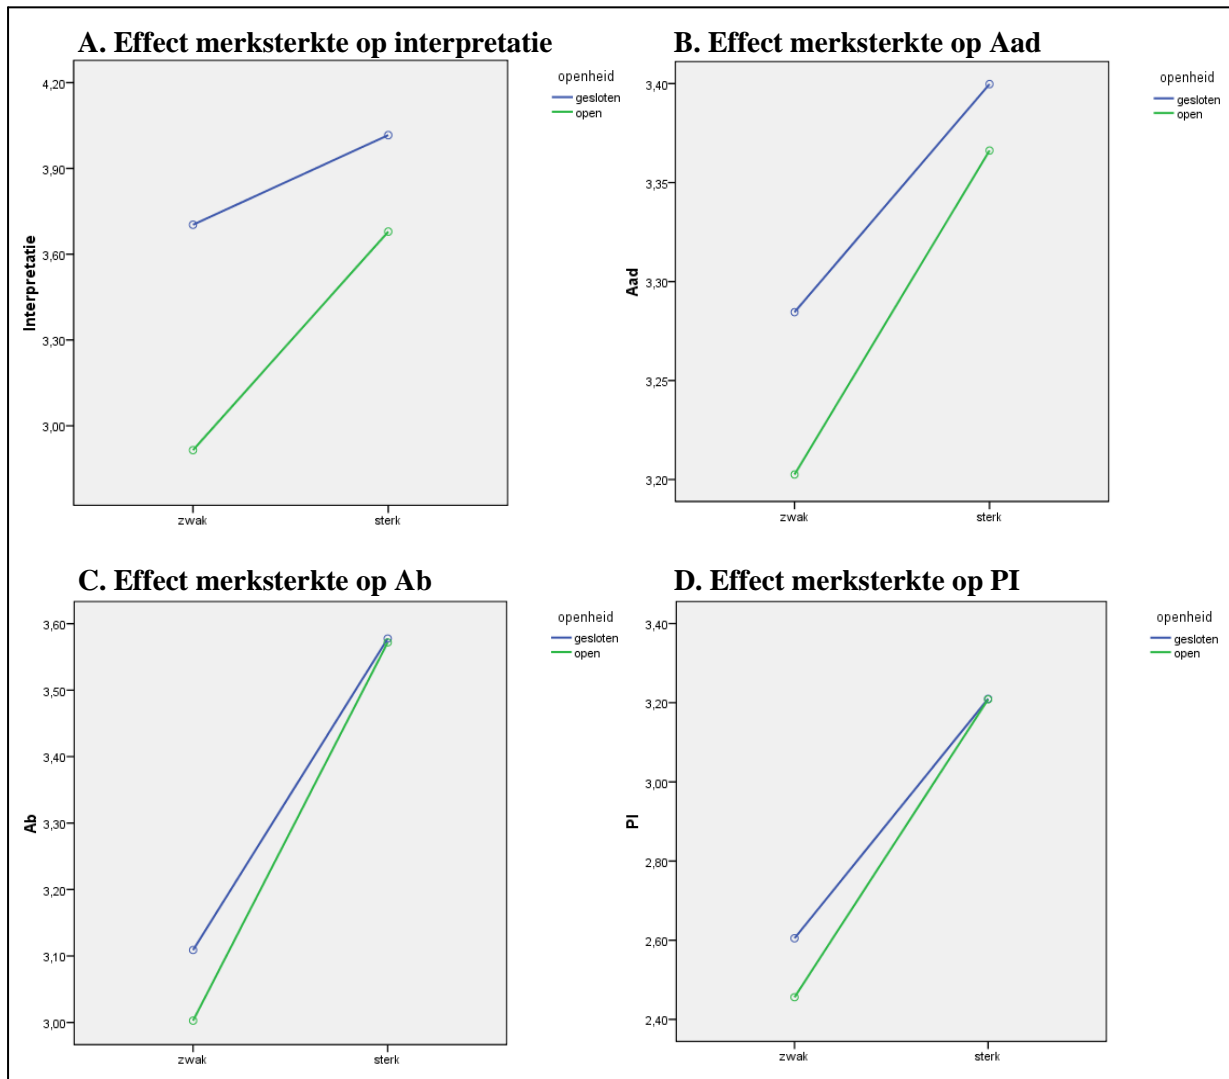 A. Effect merksterkte op interpretatie
openheid
gesloten
open
4,20
3,90
3,60
3,30
3,00
Interpretatie
zwak
sterk
B. Effect merksterkte op Aad
openheid
gesloten
open
3,40
3,35
3,30
3,25
3,20
Aad
zwak
sterk
C. Effect merksterkte op Ab
openheid
gesloten
open
3,60
3,50
3,40
3,30
3,20
3,10
3,00
Ab
zwak
sterk
D. Effect merksterkte op PI
openheid
gesloten
open
3,40
3,20
3,00
2,80
2,60
2,40
PI
zwak
sterk